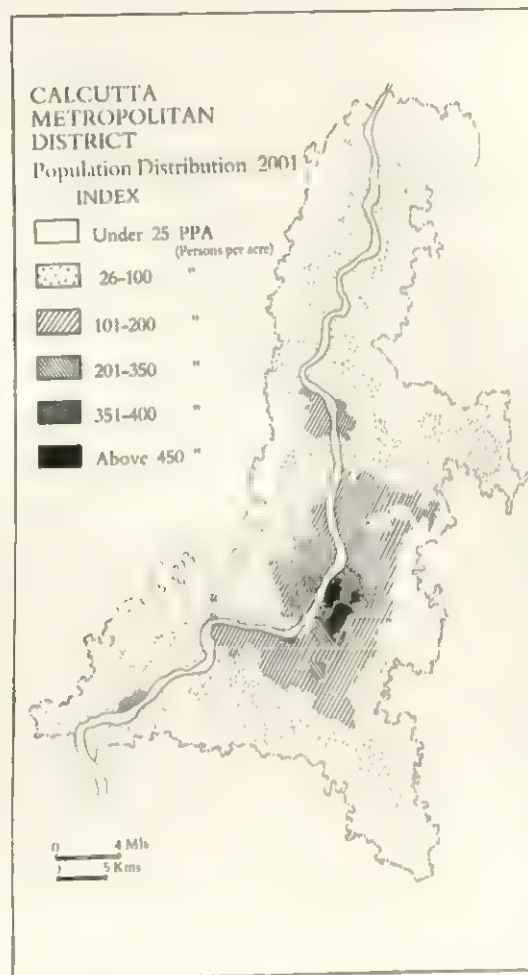 CALCUTTA
METROPOLITAN
DISTRICT
Population Distribution 2001
INDEX
Under 25 PPA
(Persons per acre)
26-100 "
101-200 "
201-350 "
351-400 "
Above 450 "
0 4 Mls
5 Kms